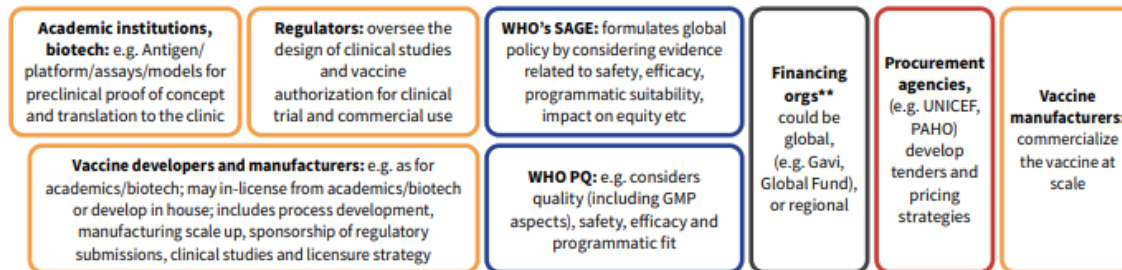 Academic institutions,
biotech: e.g. Antigen/
platform/assays/models for
preclinical proof of concept
and translation to the clinic
Regulators: oversee the
design of clinical studies
and vaccine
authorization for clinical
trial and commercial use
WHO's SAGE: formulates global
policy by considering evidence
related to safety, efficacy,
programmatic suitability,
impact on equity etc
Vaccine developers and manufacturers: e.g. as for
academics/biotech; may in-license from academics/biotech
or develop in house; includes process development,
manufacturing scale up, sponsorship of regulatory
submissions, clinical studies and licensure strategy
WHO PQ: e.g. considers
quality (including GMP
aspects), safety, efficacy and
programmatic fit
Financing
orgs**
could be
global,
(e.g. Gavi,
Global Fund),
or regional
Procurement
agencies,
(e.g. UNICEF,
PAHO)
develop
tenders and
pricing
strategies
Vaccine
manufacturers:
commercialize
the vaccine at
scale